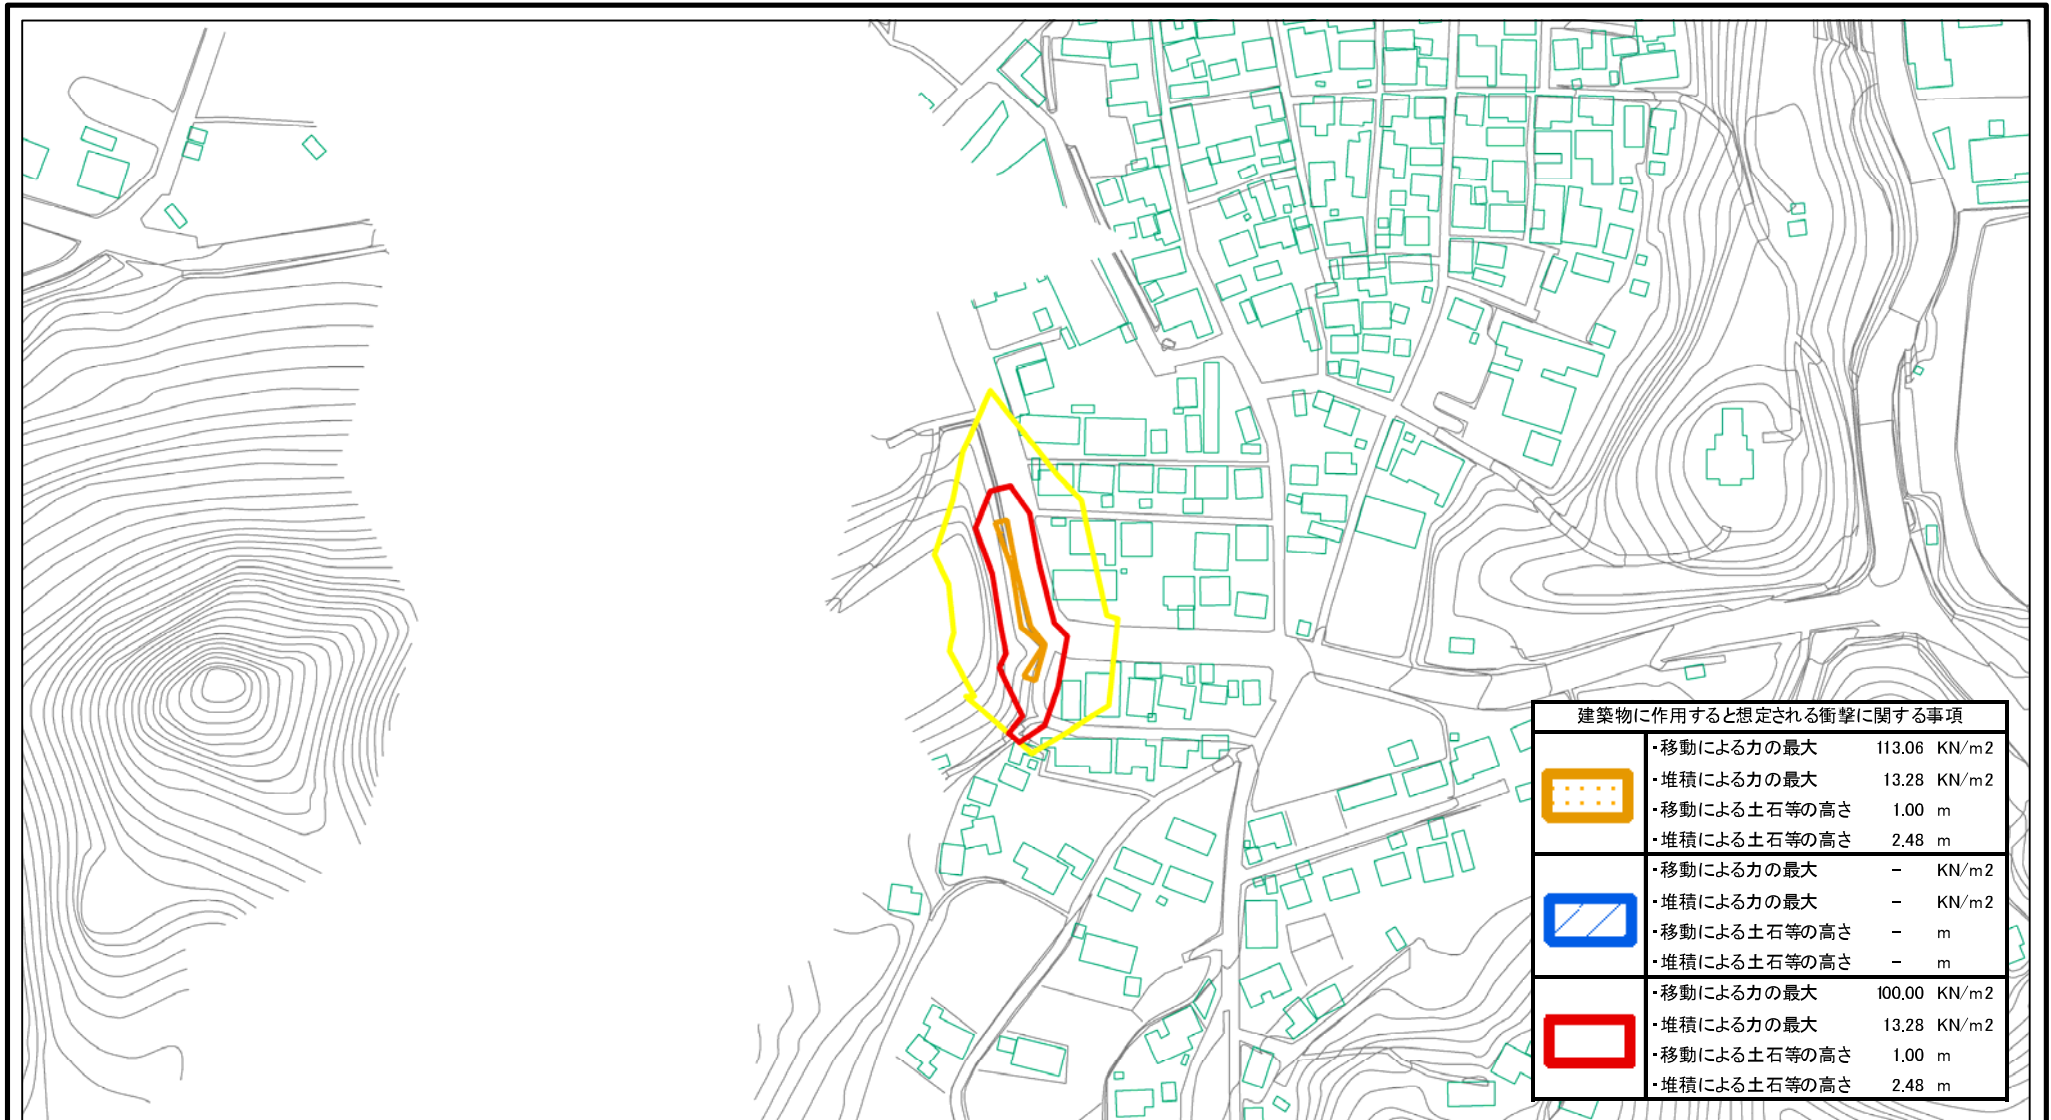 建築物に作用すると想定される衝撃に関する事項
・移動による力の最大 113.06 KN/m2
・堆積による力の最大 13.28 KN/m2
・移動による土石等の高さ 1.00 m
・堆積による土石等の高さ 2.48 m
・移動による力の最大 - KN/m2
・堆積による力の最大 - KN/m2
・移動による土石等の高さ - m
・堆積による土石等の高さ - m
・移動による力の最大 100.00 KN/m2
・堆積による力の最大 13.28 KN/m2
・移動による土石等の高さ 1.00 m
・堆積による土石等の高さ 2.48 m